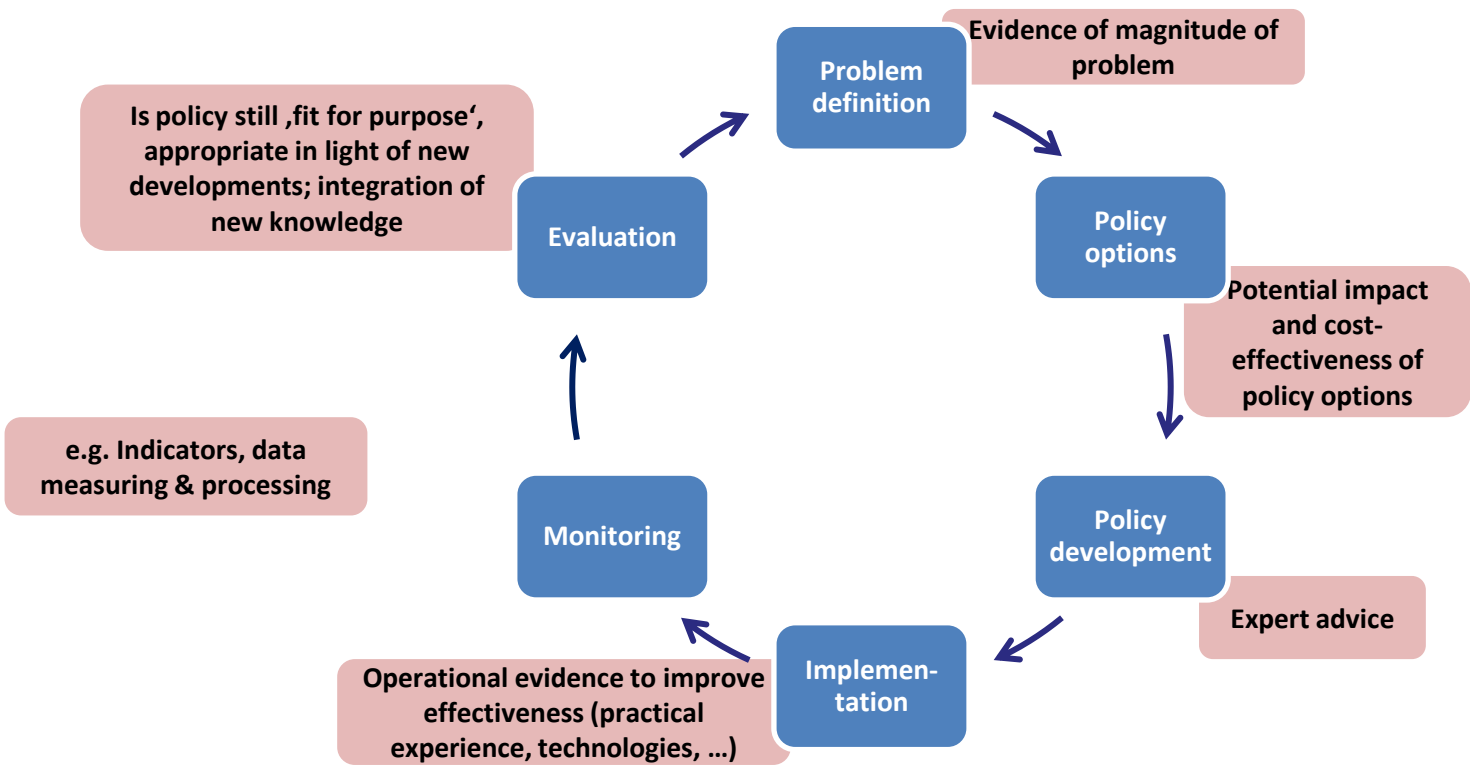 Problem
definition
Evidence of magnitude of
problem
Policy
options
Potential impact
and cost-
effectiveness of
policy options
Policy
development
Expert advice
Implemen-
tation
Operational evidence to improve
effectiveness (practical
experience, technologies, …)
Monitoring
e.g. Indicators, data
measuring & processing
Evaluation
Is policy still ‚fit for purpose‘,
appropriate in light of new
developments; integration of
new knowledge